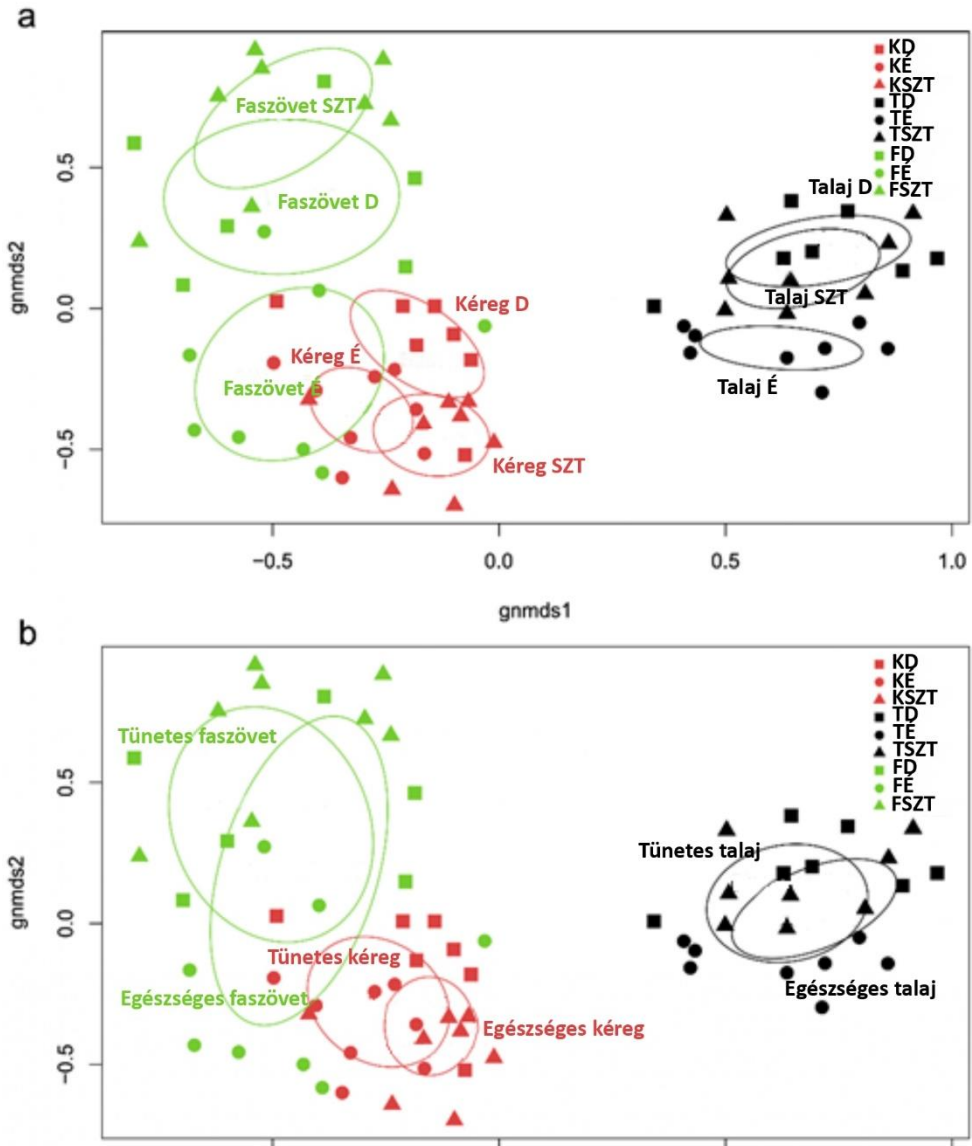 a
KD
KÉ
KSZT
TD
TÉ
TSZT
FD
FÉ
FSZT
Faszövet SZT
Faszövet D
Talaj D
Talaj SZT
Talaj É
Kéreg D
Kéreg É
Faszövet É
Kéreg SZT
gnmds2
0.5
0.0
−0.5
−0.5
0.0
0.5
1.0
gnmds1
b
KD
KÉ
KSZT
TD
TÉ
TSZT
FD
FÉ
FSZT
Tünetes faszövet
Tünetes talaj
Tünetes kéreg
Egészséges faszövet
Egészséges talaj
Egészséges kéreg
gnmds2
0.5
0.0
−0.5